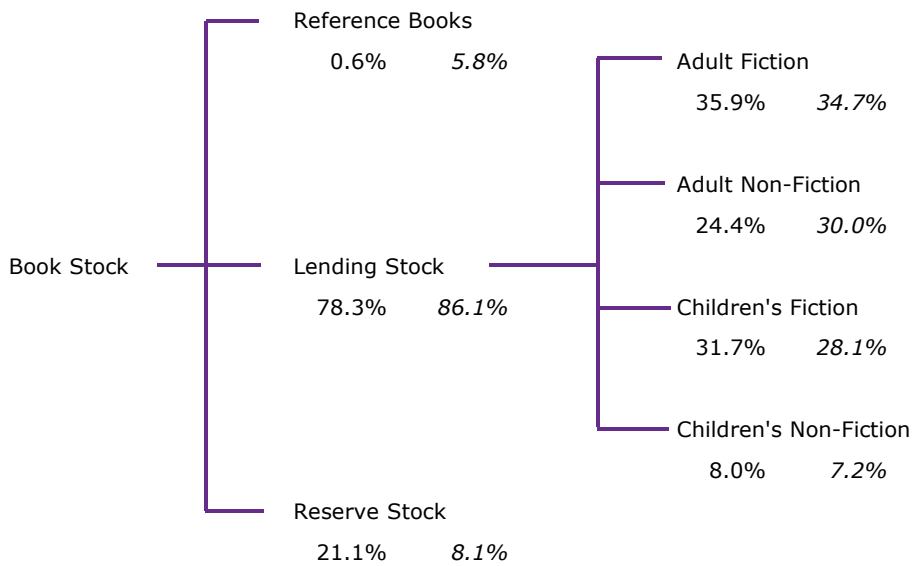 Reference Books
0.6% 5.8%
Adult Fiction
35.9% 34.7%
Adult Non-Fiction
24.4% 30.0%
Book Stock
Lending Stock
78.3% 86.1%
Children's Fiction
31.7% 28.1%
Children's Non-Fiction
8.0% 7.2%
Reserve Stock
21.1% 8.1%